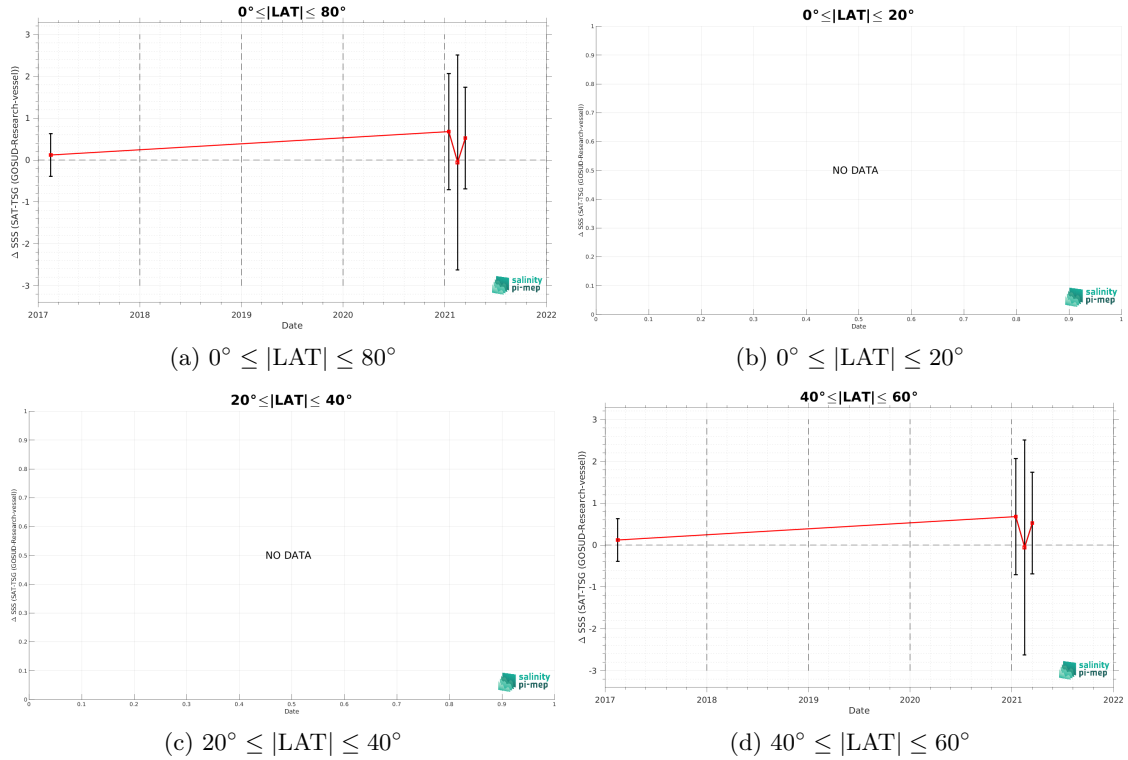 0°≤|LAT|≤ 80°
Δ SSS (SAT-TSG (GOSUD-Research-vessel))
3
2
1
0
-1
-2
-3
2017 2018 2019 2020 2021 2022
Date
salinity
pi-mep
(a) 0° ≤ |LAT| ≤ 80°
0°≤|LAT|≤ 20°
Δ SSS (SAT-TSG (GOSUD-Research-vessel))
1
0.9
0.8
0.7
0.6
0.5
0.4
0.3
0.2
0.1
0
NO DATA
0 0.1 0.2 0.3 0.4 0.5 0.6 0.7 0.8 0.9 1
Date
salinity
pi-mep
(b) 0° ≤ |LAT| ≤ 20°
20°≤|LAT|≤ 40°
Δ SSS (SAT-TSG (GOSUD-Research-vessel))
1
0.9
0.8
0.7
0.6
0.5
0.4
0.3
0.2
0.1
0
NO DATA
0 0.1 0.2 0.3 0.4 0.5 0.6 0.7 0.8 0.9 1
Date
salinity
pi-mep
(c) 20° ≤ |LAT| ≤ 40°
40°≤|LAT|≤ 60°
Δ SSS (SAT-TSG (GOSUD-Research-vessel))
3
2
1
0
-1
-2
-3
2017 2018 2019 2020 2021 2022
Date
salinity
pi-mep
(d) 40° ≤ |LAT| ≤ 60°